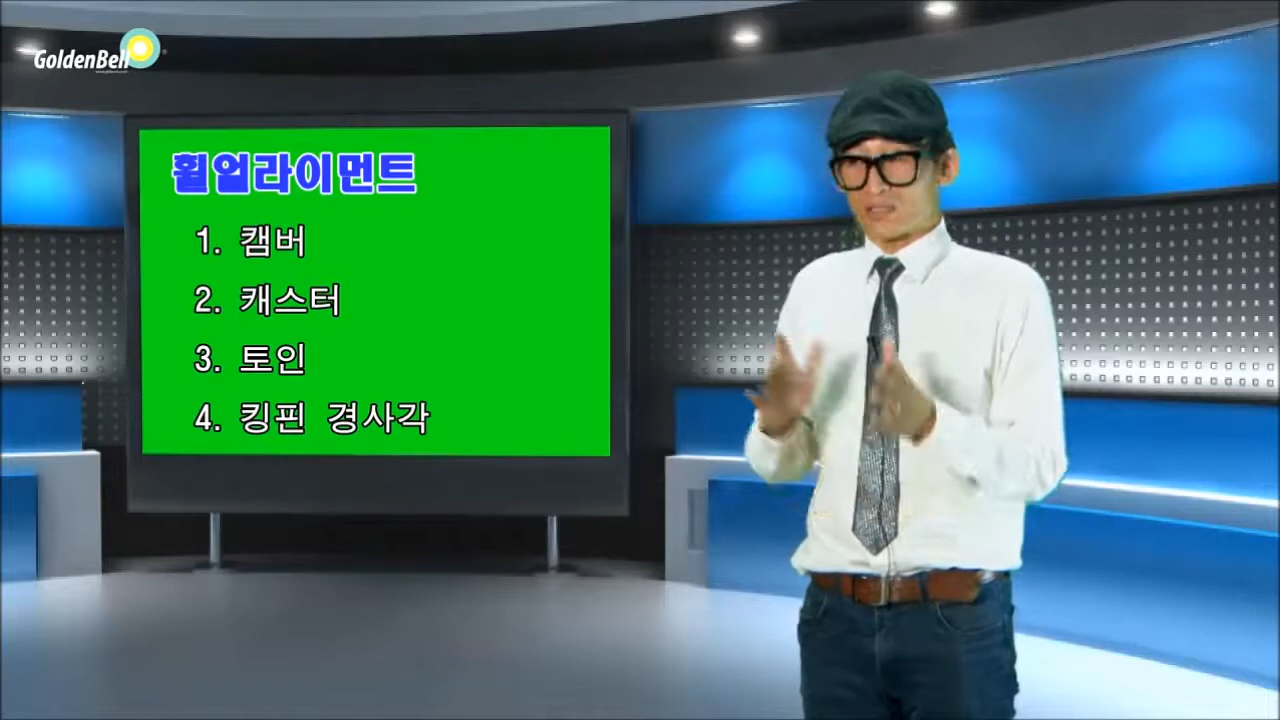 GoldenBell
휠얼라이먼트
1. 캠버
2. 캐스터
3. 토인
4. 킹핀 경사각